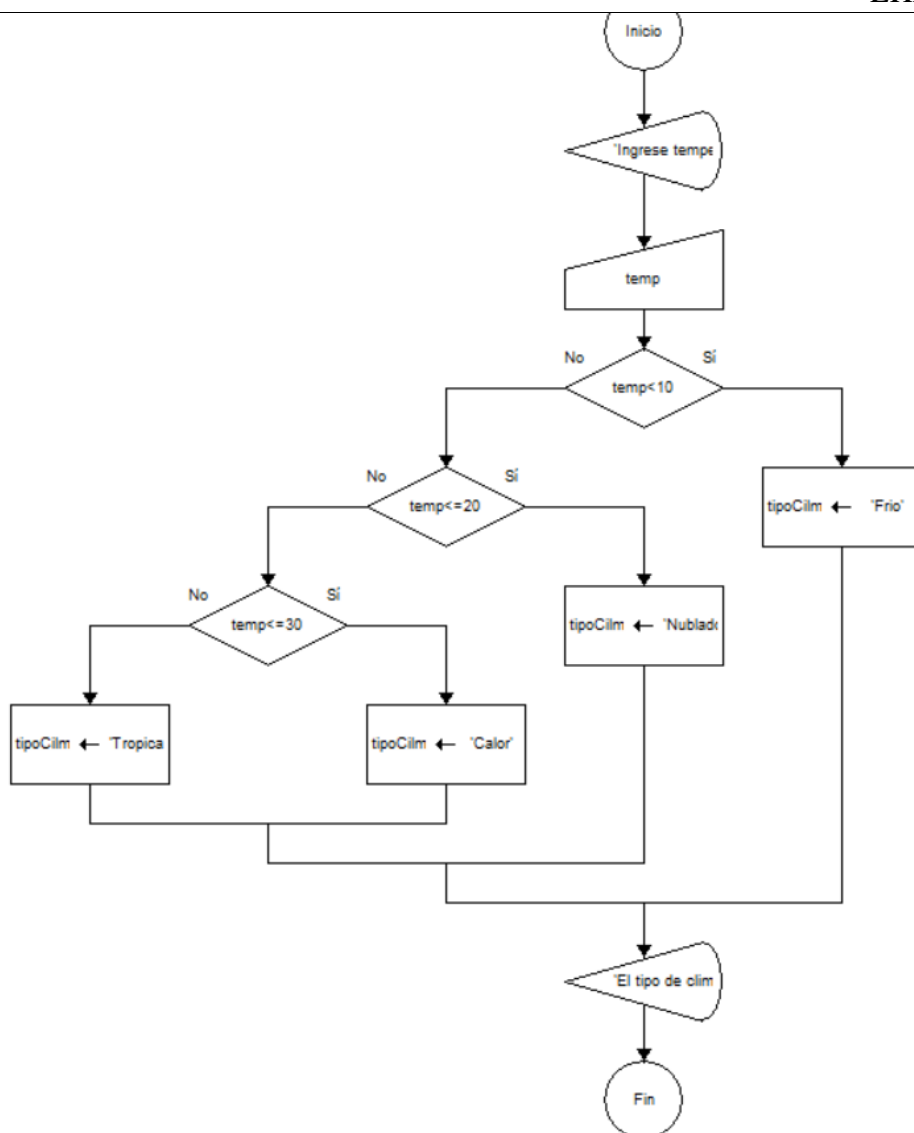 Inicio
'Ingrese tempe
temp
No Sí
temp<10
No Sí
temp<=20
tipoCilm ← 'Frio'
No Sí
temp<=30
tipoCilm ← 'Nublado
tipoCilm ← 'Tropica
tipoCilm ← 'Calor'
'El tipo de clim
Fin